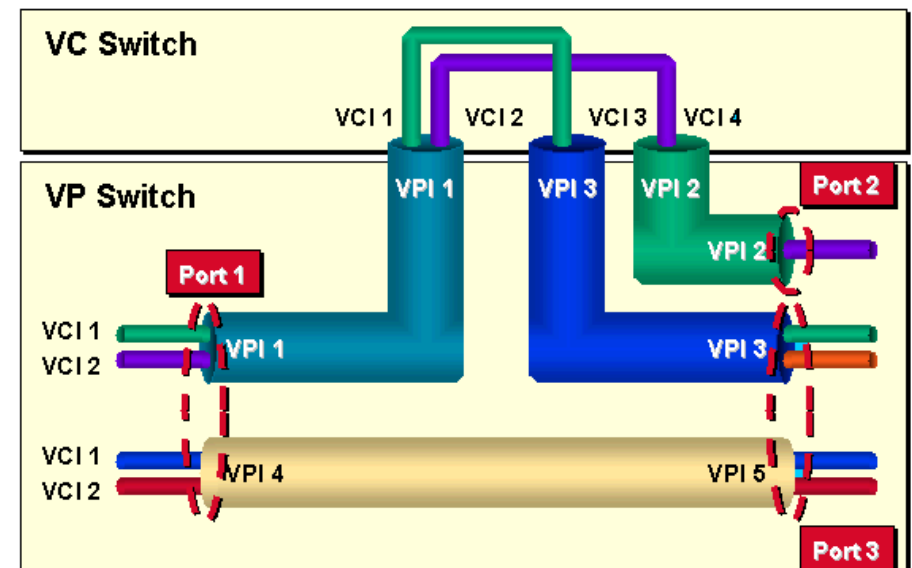 VC Switch
VCI 1 VCI 2 VCI 3 VCI 4
VP Switch
VPI 1 VPI 3 VPI 2
Port 2
VPI 2
Port 1
VCI 1
VCI 2
VPI 1 VPI 3
VCI 1
VCI 2
VPI 4 VPI 5
Port 3